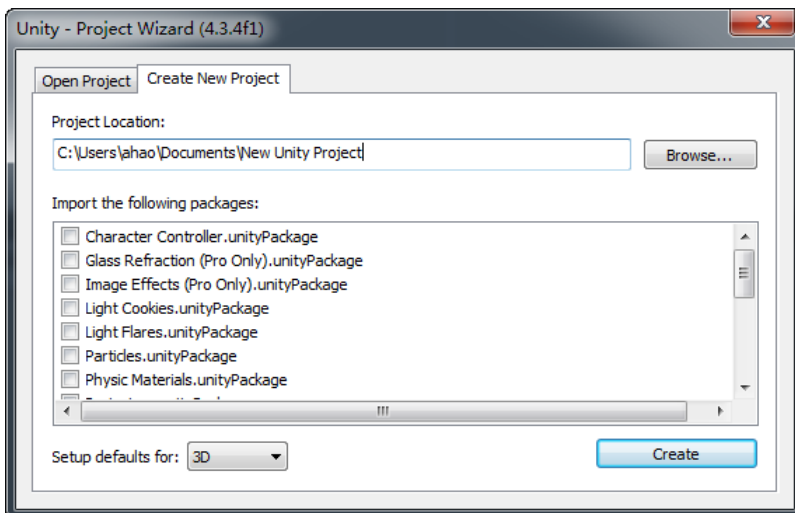 Unity - Project Wizard (4.3.4f1)
Open Project
Create New Project
Project Location:
C:\Users\ahao\Documents\New Unity Project
Browse...
Import the following packages:
Character Controller.unityPackage
Glass Refraction (Pro Only).unityPackage
Image Effects (Pro Only).unityPackage
Light Cookies.unityPackage
Light Flares.unityPackage
Particles.unityPackage
Physic Materials.unityPackage
Setup defaults for:
3D
Create